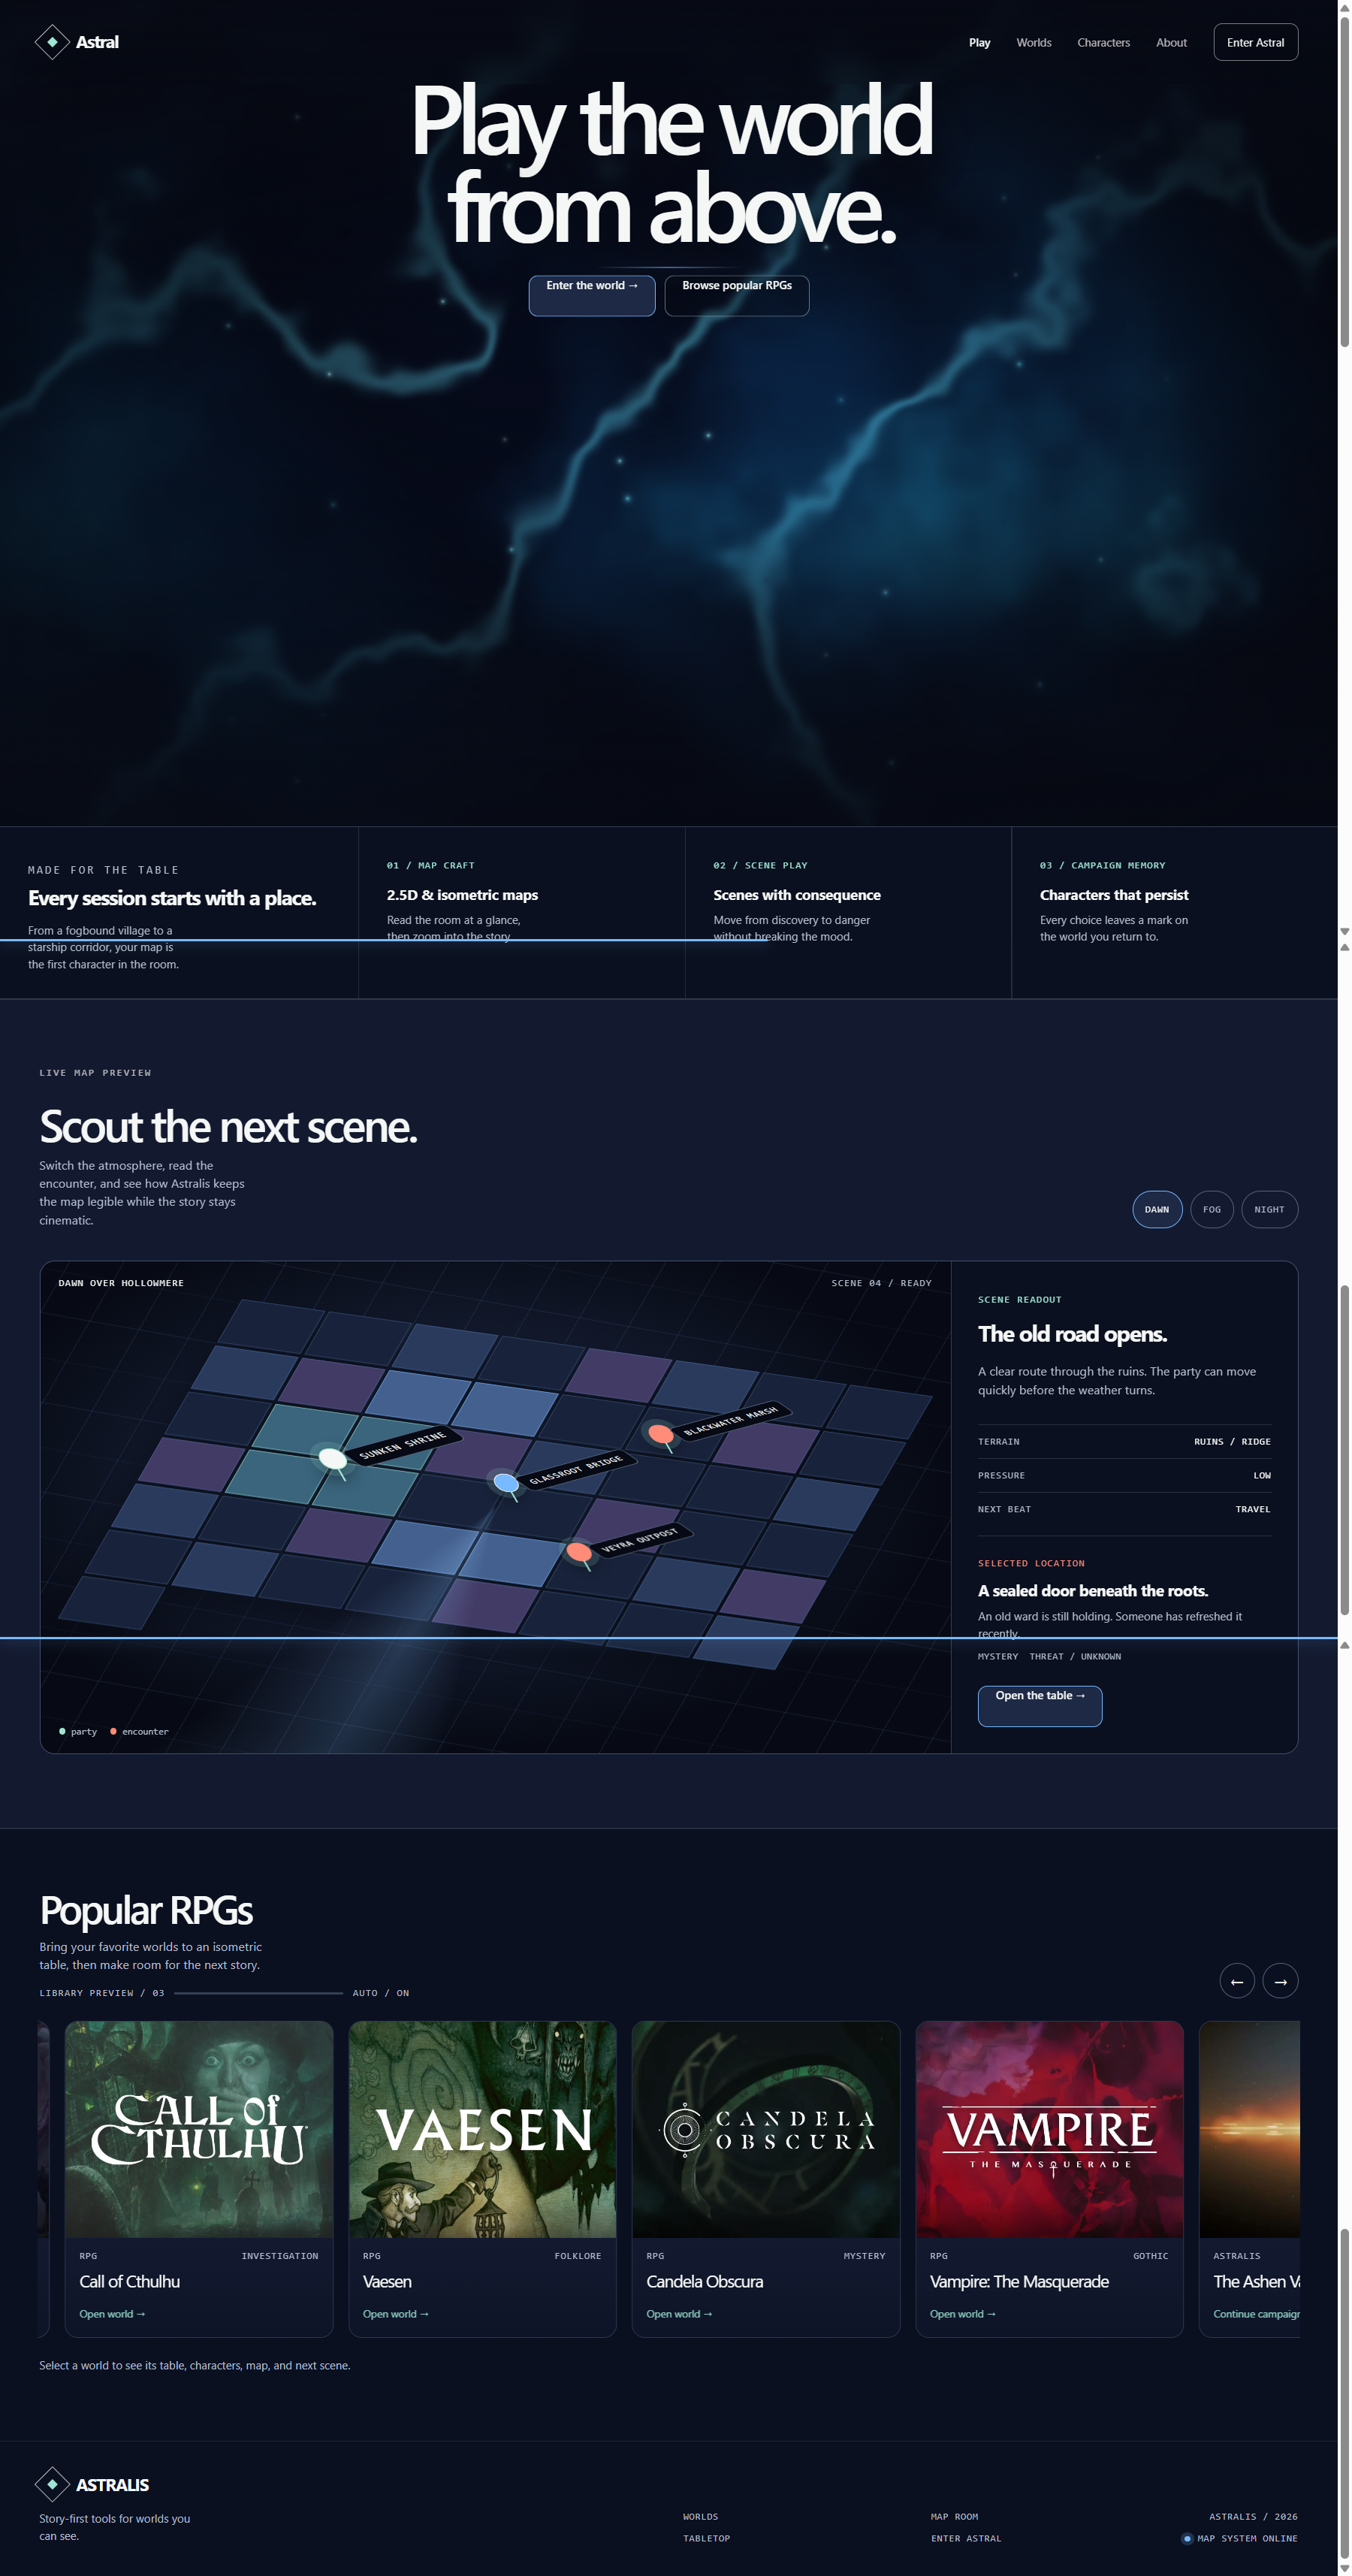 Astral
Play
Worlds
Characters
About
Enter Astral
Play the world
from above.
Enter the world →
Browse popular RPGs
MADE FOR THE TABLE
Every session starts with a place.
From a fogbound village to a
starship corridor, your map is
the first character in the room.
01 / MAP CRAFT
2.5D & isometric maps
Read the room at a glance,
then zoom into the story.
02 / SCENE PLAY
Scenes with consequence
Move from discovery to danger
without breaking the mood.
03 / CAMPAIGN MEMORY
Characters that persist
Every choice leaves a mark on
the world you return to.
LIVE MAP PREVIEW
Scout the next scene.
Switch the atmosphere, read the
encounter, and see how Astralis keeps
the map legible while the story stays
cinematic.
DAWN
FOG
NIGHT
DAWN OVER HOLLOWMERE
SCENE 04 / READY
SUNKEN SHRINE
BLACKWATER MARSH
GLASSROOT BRIDGE
VEYRA OUTPOST
party
encounter
SCENE READOUT
The old road opens.
A clear route through the ruins. The party can move
quickly before the weather turns.
TERRAIN
RUINS / RIDGE
PRESSURE
LOW
NEXT BEAT
TRAVEL
SELECTED LOCATION
A sealed door beneath the roots.
An old ward is still holding. Someone has refreshed it
recently.
MYSTERY THREAT / UNKNOWN
Open the table →
Popular RPGs
Bring your favorite worlds to an isometric
table, then make room for the next story.
LIBRARY PREVIEW / 03
AUTO / ON
←
→
CALL of
CTHULHU
RPG
INVESTIGATION
Call of Cthulhu
Open world →
VAESEN
RPG
FOLKLORE
Vaesen
Open world →
CANDELA
OBSCURA
RPG
MYSTERY
Candela Obscura
Open world →
VAMPIRE
THE MASQUERADE
RPG
GOTHIC
Vampire: The Masquerade
Open world →
ASTRALIS
The Ashen
Continue campaign
Select a world to see its table, characters, map, and next scene.
ASTRALIS
Story-first tools for worlds you
can see.
WORLDS
TABLETOP
MAP ROOM
ENTER ASTRAL
ASTRALIS / 2026
MAP SYSTEM ONLINE